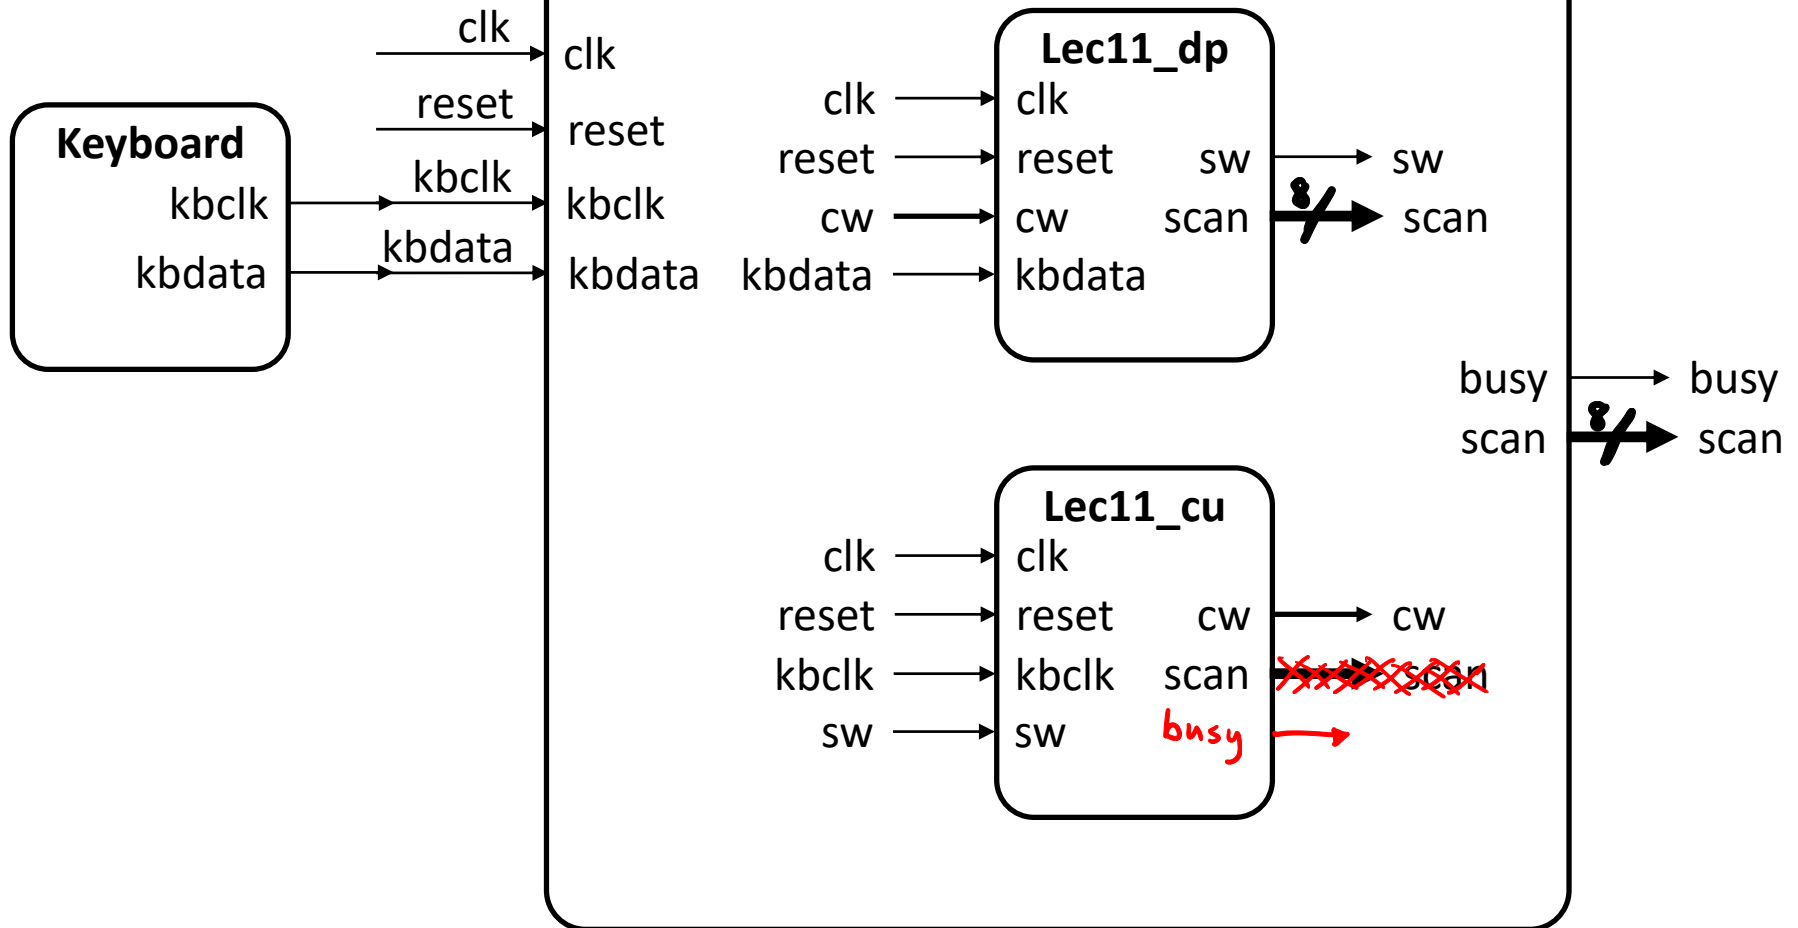 clk
clk
reset
reset
Keyboard
kbclk
kbclk
kbclk
kbdata
kbdata
kbdata
Lec11_dp
clk
clk
reset
reset
sw
sw
cw
cw
scan
8
scan
kbdata
kbdata
busy
busy
scan
8
scan
Lec11_cu
clk
clk
reset
reset
cw
cw
kbclk
kbclk
scan
scan
sw
sw
busy